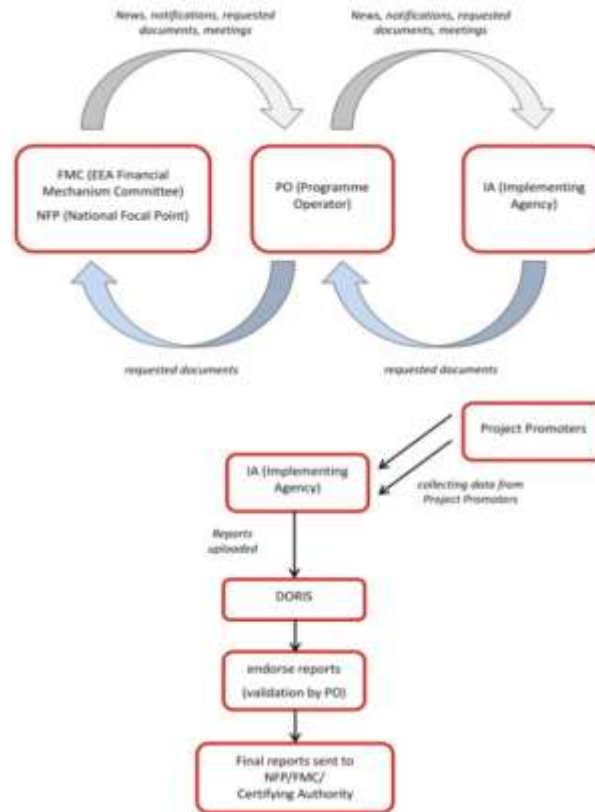 News, notifications, requested
documents, meetings
News, notifications, requested
documents, meetings
FMC (EEA Financial
Mechanism Committee)
NFP (National Focal Point)
PO (Programme
Operator)
IA (Implementing
Agency)
requested documents
requested documents
Project Promoters
IA (Implementing
Agency)
collecting data from
Project Promoters
Reports
uploaded
DORIS
endorse reports
(validation by PO)
Final reports sent to
NFP/FMC/
Certifying Authority